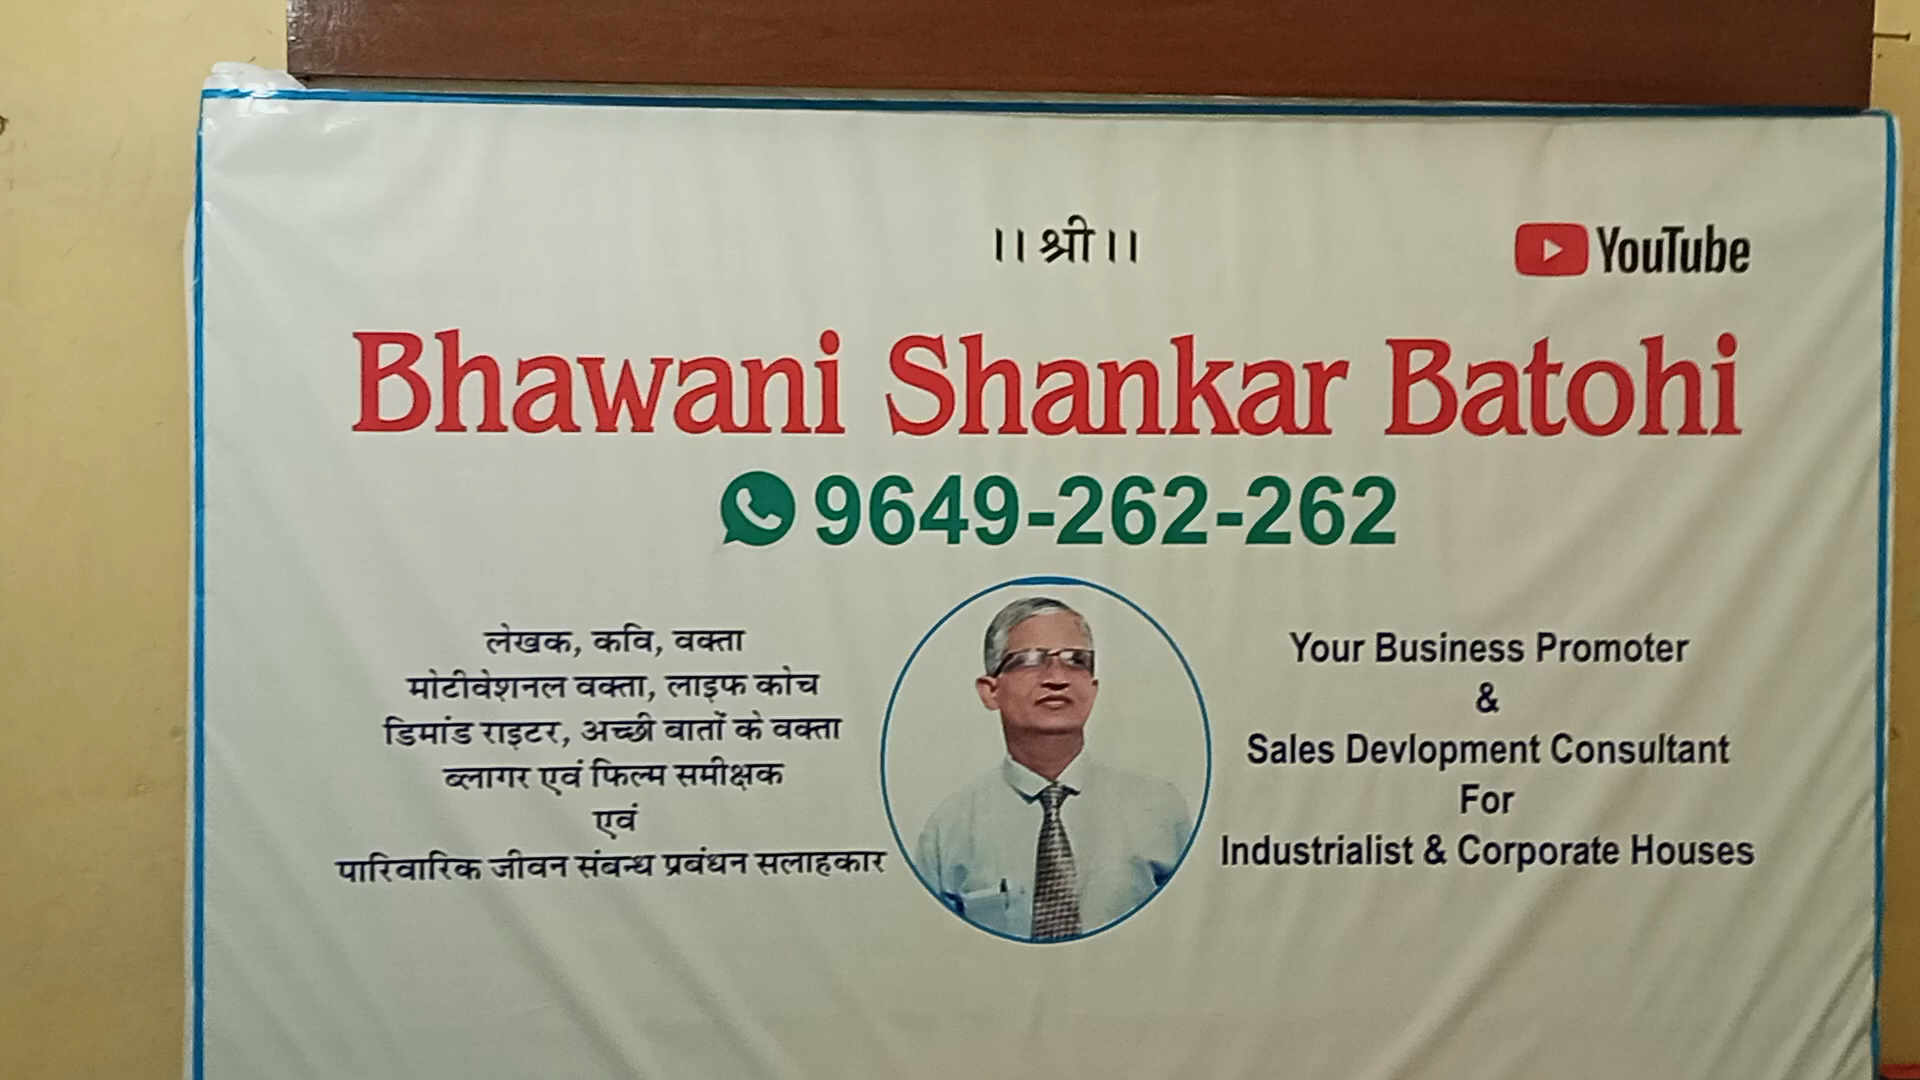 ।। श्री ।।
YouTube
Bhawani Shankar Batohi
9649-262-262
लेखक, कवि, वक्ता
मोटीवेशनल वक्ता, लाइफ कोच
डिमांड राइटर, अच्छी बातों के वक्ता
ब्लागर एवं फिल्म समीक्षक
एवं
पारिवारिक जीवन संबन्ध प्रबंधन सलाहकार
Your Business Promoter
&
Sales Devlopment Consultant
For
Industrialist & Corporate Houses